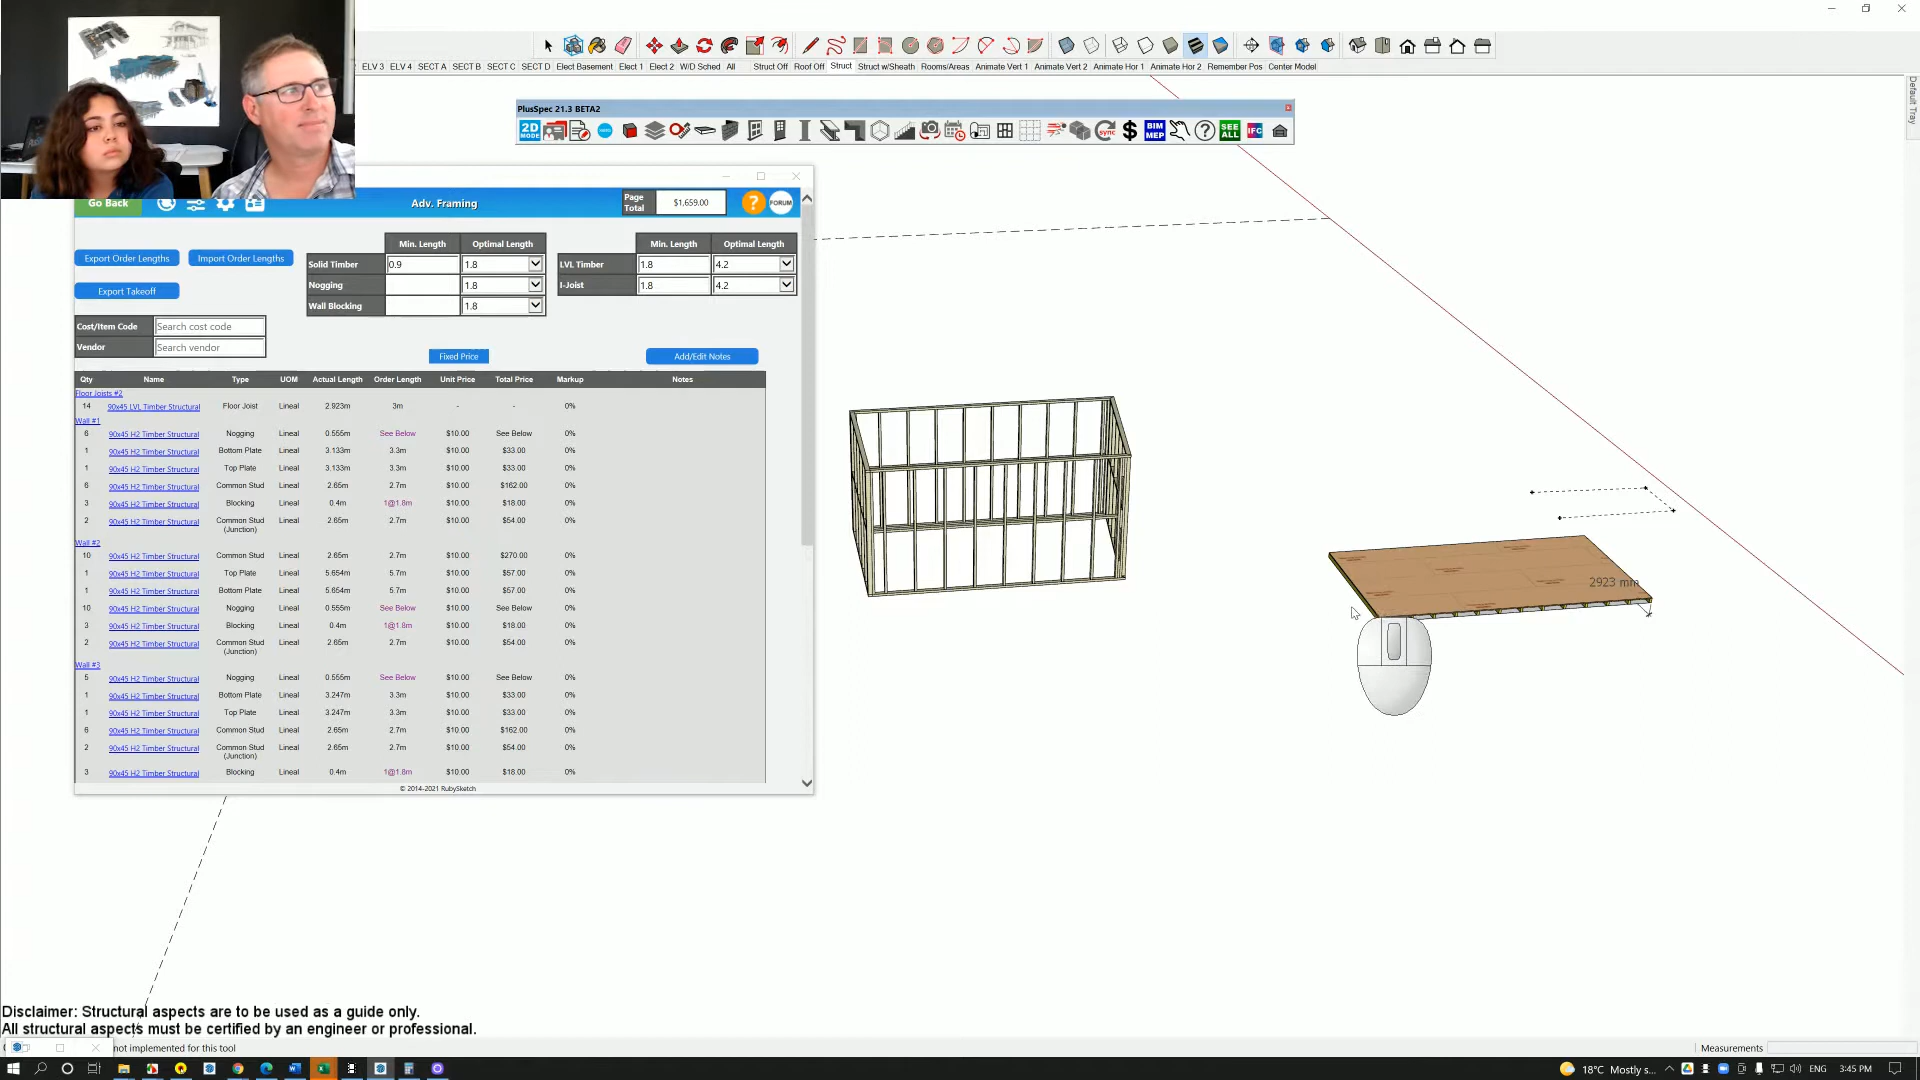 ELV 3 ELV 4 SECT A SECT B SECT C SECT D Elect Basement Elect 1 Elect 2 W/D Sched All Struct Off Roof Off Struct Struct w/Sheath Rooms/Areas Animate Vert 1 Animate Vert 2 Animate Hor 1 Animate Hor 2 Remember Pos Center Model
Default Tray
PlusSpec 21.3 BETA2
2D MODE sync $ BIM MEP ? SEE ALL IFC
Go Back Adv. Framing Page Total $1,659.00 ? FORUM
Min. Length Optimal Length Min. Length Optimal Length
Export Order Lengths Import Order Lengths Solid Timber 0.9 1.8 LVL Timber 1.8 4.2
Nogging 1.8 I-Joist 1.8 4.2
Export Takeoff Wall Blocking 1.8
Cost/Item Code Search cost code
Vendor Search vendor
Fixed Price Add/Edit Notes
Qty Name Type UOM Actual Length Order Length Unit Price Total Price Markup Notes
Floor Joists #2
14 90x45 LVL Timber Structural Floor Joist Lineal 2.923m 3m - - 0%
Wall #1
6 90x45 H2 Timber Structural Nogging Lineal 0.555m See Below $10.00 See Below 0%
1 90x45 H2 Timber Structural Bottom Plate Lineal 3.133m 3.3m $10.00 $33.00 0%
1 90x45 H2 Timber Structural Top Plate Lineal 3.133m 3.3m $10.00 $33.00 0%
6 90x45 H2 Timber Structural Common Stud Lineal 2.65m 2.7m $10.00 $162.00 0%
3 90x45 H2 Timber Structural Blocking Lineal 0.4m 1@1.8m $10.00 $18.00 0%
2 90x45 H2 Timber Structural Common Stud (Junction) Lineal 2.65m 2.7m $10.00 $54.00 0%
Wall #2
10 90x45 H2 Timber Structural Common Stud Lineal 2.65m 2.7m $10.00 $270.00 0%
1 90x45 H2 Timber Structural Top Plate Lineal 5.654m 5.7m $10.00 $57.00 0%
1 90x45 H2 Timber Structural Bottom Plate Lineal 5.654m 5.7m $10.00 $57.00 0%
10 90x45 H2 Timber Structural Nogging Lineal 0.555m See Below $10.00 See Below 0%
3 90x45 H2 Timber Structural Blocking Lineal 0.4m 1@1.8m $10.00 $18.00 0%
2 90x45 H2 Timber Structural Common Stud (Junction) Lineal 2.65m 2.7m $10.00 $54.00 0%
Wall #3
5 90x45 H2 Timber Structural Nogging Lineal 0.555m See Below $10.00 See Below 0%
1 90x45 H2 Timber Structural Bottom Plate Lineal 3.247m 3.3m $10.00 $33.00 0%
1 90x45 H2 Timber Structural Top Plate Lineal 3.247m 3.3m $10.00 $33.00 0%
6 90x45 H2 Timber Structural Common Stud Lineal 2.65m 2.7m $10.00 $162.00 0%
2 90x45 H2 Timber Structural Common Stud (Junction) Lineal 2.65m 2.7m $10.00 $54.00 0%
3 90x45 H2 Timber Structural Blocking Lineal 0.4m 1@1.8m $10.00 $18.00 0%
© 2014-2021 RubySketch
2923 mm
Disclaimer: Structural aspects are to be used as a guide only.
All structural aspects must be certified by an engineer or professional.
not implemented for this tool Measurements
18°C Mostly s... ENG 3:45 PM